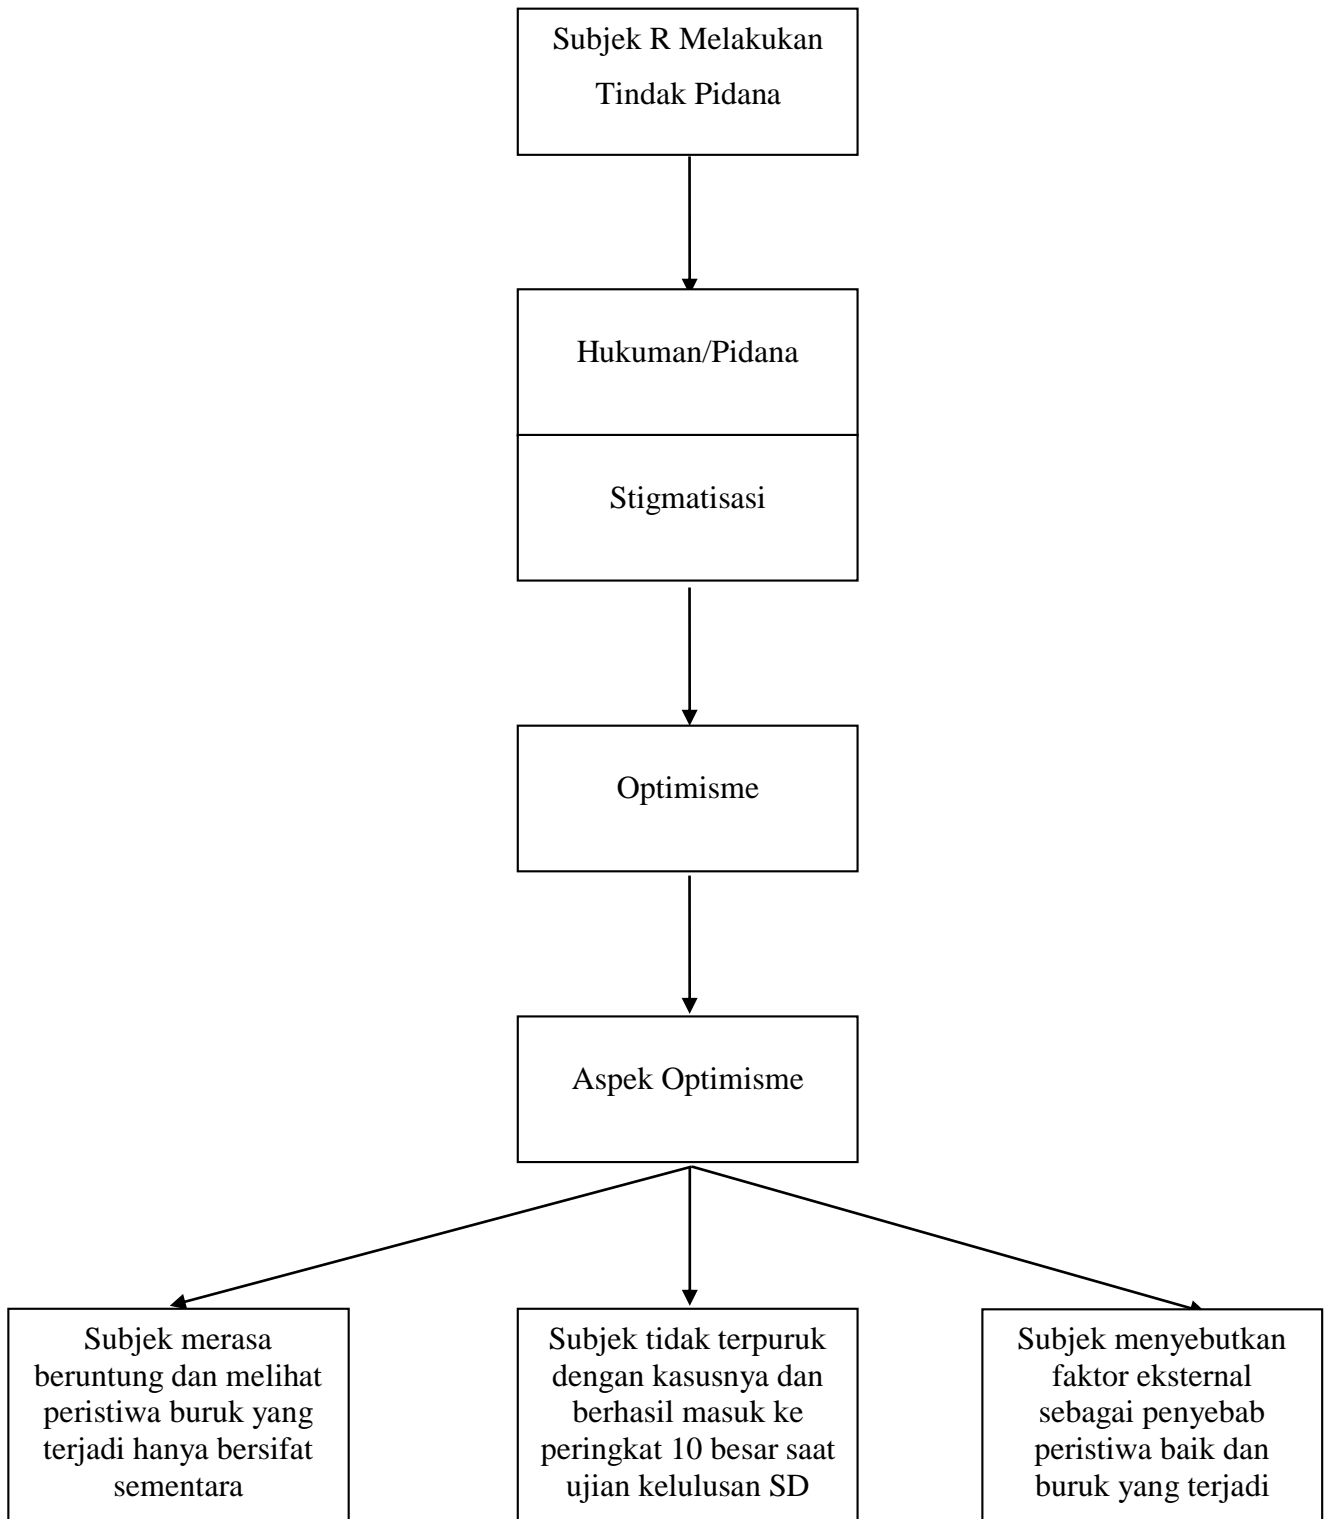 Subjek R Melakukan
Tindak Pidana
Hukuman/Pidana
Stigmatisasi
Optimisme
Aspek Optimisme
Subjek merasa
beruntung dan melihat
peristiwa buruk yang
terjadi hanya bersifat
sementara
Subjek tidak terpuruk
dengan kasusnya dan
berhasil masuk ke
peringkat 10 besar saat
ujian kelulusan SD
Subjek menyebutkan
faktor eksternal
sebagai penyebab
peristiwa baik dan
buruk yang terjadi